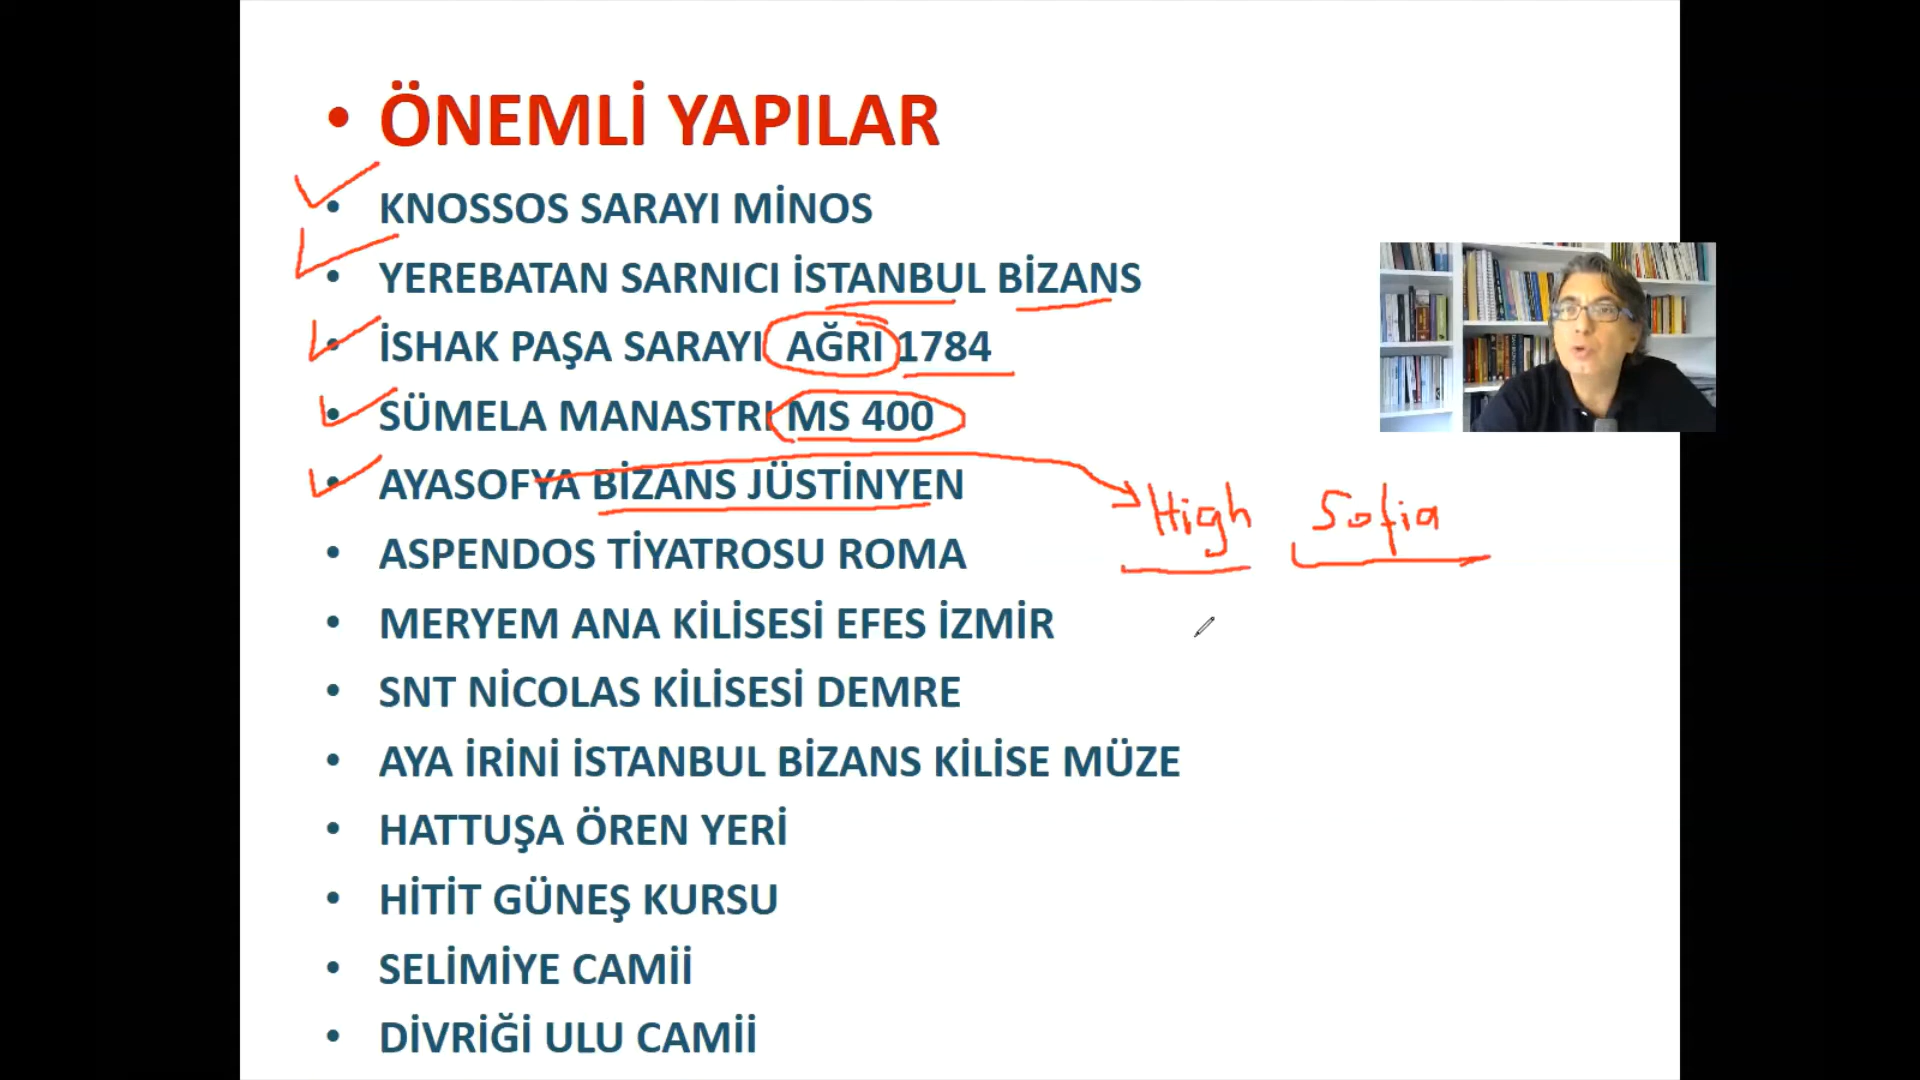 • ÖNEMLİ YAPILAR
• KNOSSOS SARAYI MİNOS
• YEREBATAN SARNICI İSTANBUL BİZANS
• İSHAK PAŞA SARAYI AĞRI 1784
• SÜMELA MANASTRI MS 400
• AYASOFYA BİZANS JÜSTİNYEN
High Sofia
• ASPENDOS TİYATROSU ROMA
• MERYEM ANA KİLİSESİ EFES İZMİR
• SNT NİCOLAS KİLİSESİ DEMRE
• AYA İRİNİ İSTANBUL BİZANS KİLİSE MÜZE
• HATTUŞA ÖREN YERİ
• HİTİT GÜNEŞ KURSU
• SELİMİYE CAMİİ
• DİVRİĞİ ULU CAMİİ